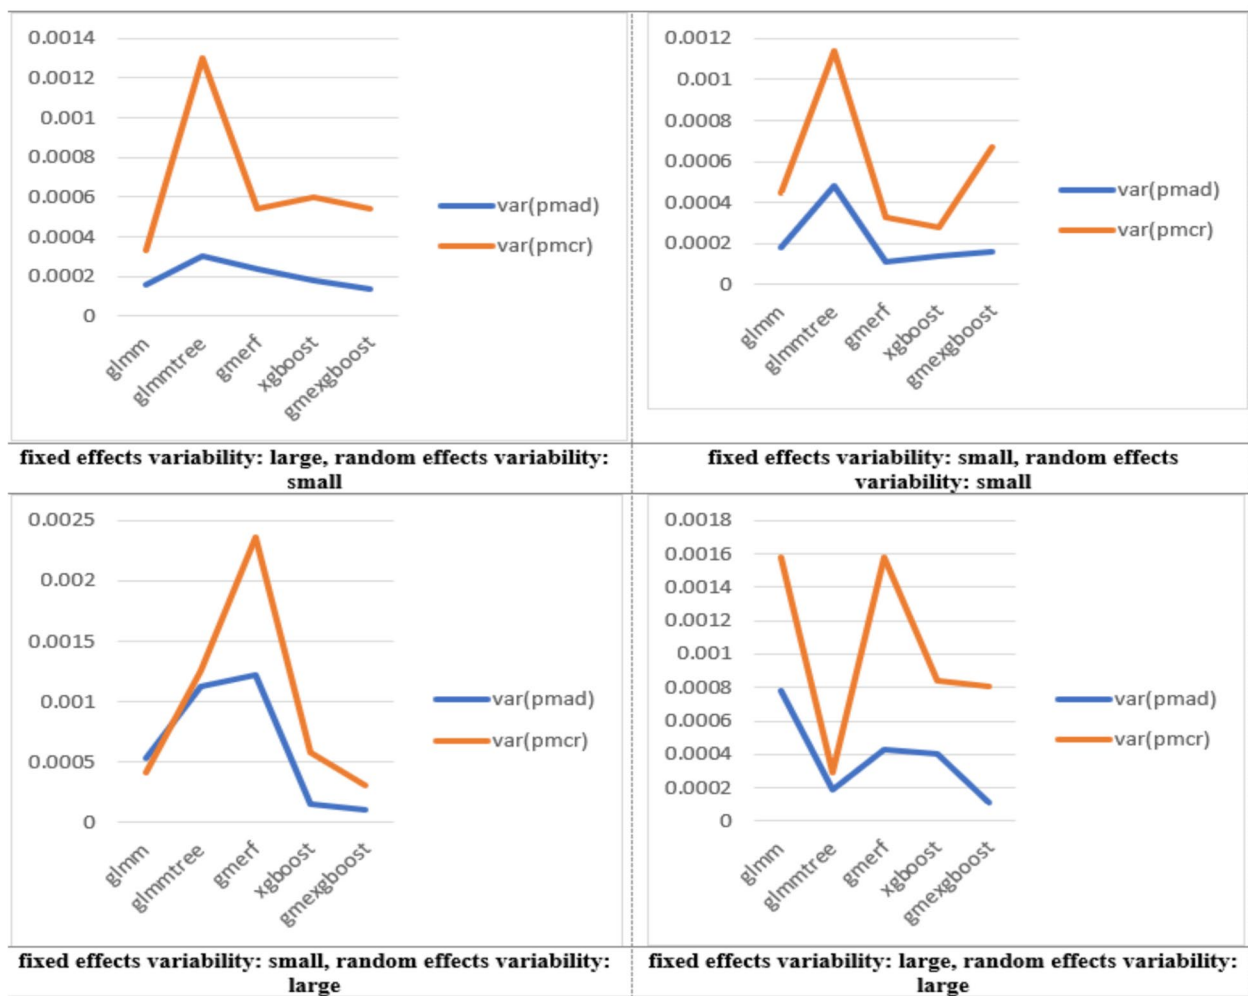 0.0014
0.0012
0.001
0.0008
0.0006
0.0004
0.0002
0
glmm
glmmtree
gmerf
xgboost
gmexgboost
var(pmad)
var(pmcr)
0.0012
0.001
0.0008
0.0006
0.0004
0.0002
0
glmm
glmmtree
gmerf
xgboost
gmexgboost
var(pmad)
var(pmcr)
fixed effects variability: large, random effects variability:
small
fixed effects variability: small, random effects
variability: small
0.0025
0.002
0.0015
0.001
0.0005
0
glmm
glmmtree
gmerf
xgboost
gmexgboost
var(pmad)
var(pmcr)
0.0018
0.0016
0.0014
0.0012
0.001
0.0008
0.0006
0.0004
0.0002
0
glmm
glmmtree
gmerf
xgboost
gmexgboost
var(pmad)
var(pmcr)
fixed effects variability: small, random effects variability:
large
fixed effects variability: large, random effects variability:
large